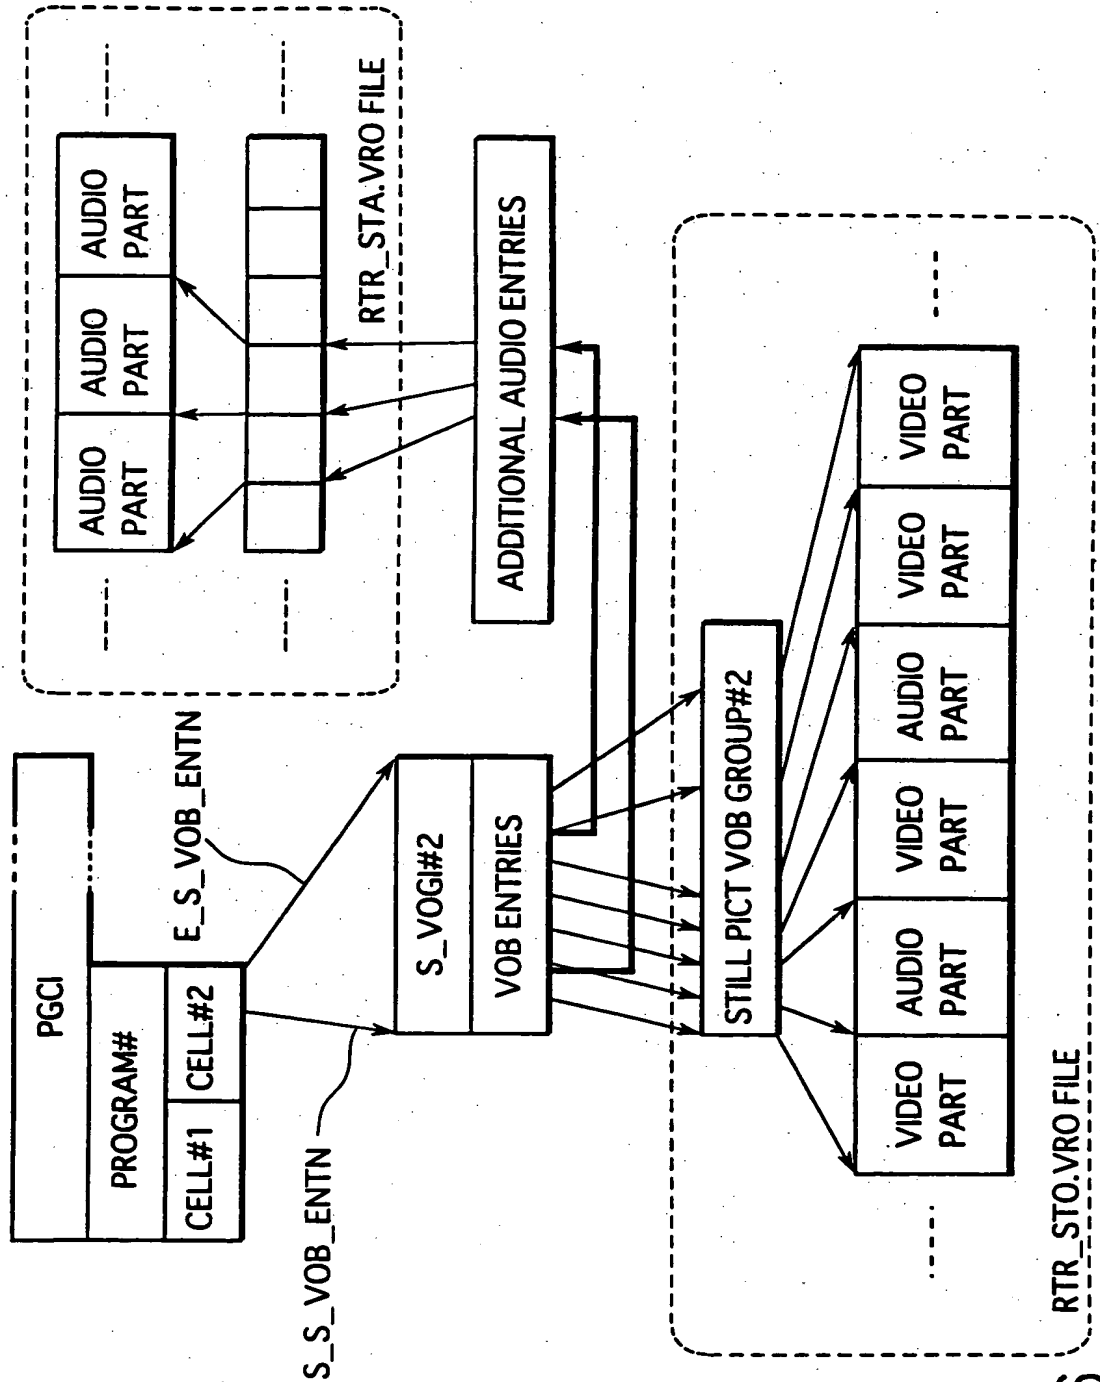 PGCI
PROGRAM#
CELL#1
CELL#2
E_S_VOB_ENTN
S_S_VOB_ENTN
S_VOGI#2
VOB ENTRIES
STILL PICT VOB GROUP#2
VIDEO
PART
AUDIO
PART
VIDEO
PART
AUDIO
PART
VIDEO
PART
VIDEO
PART
RTR_STO.VRO FILE
AUDIO
PART
AUDIO
PART
AUDIO
PART
RTR_STA.VRO FILE
ADDITIONAL AUDIO ENTRIES